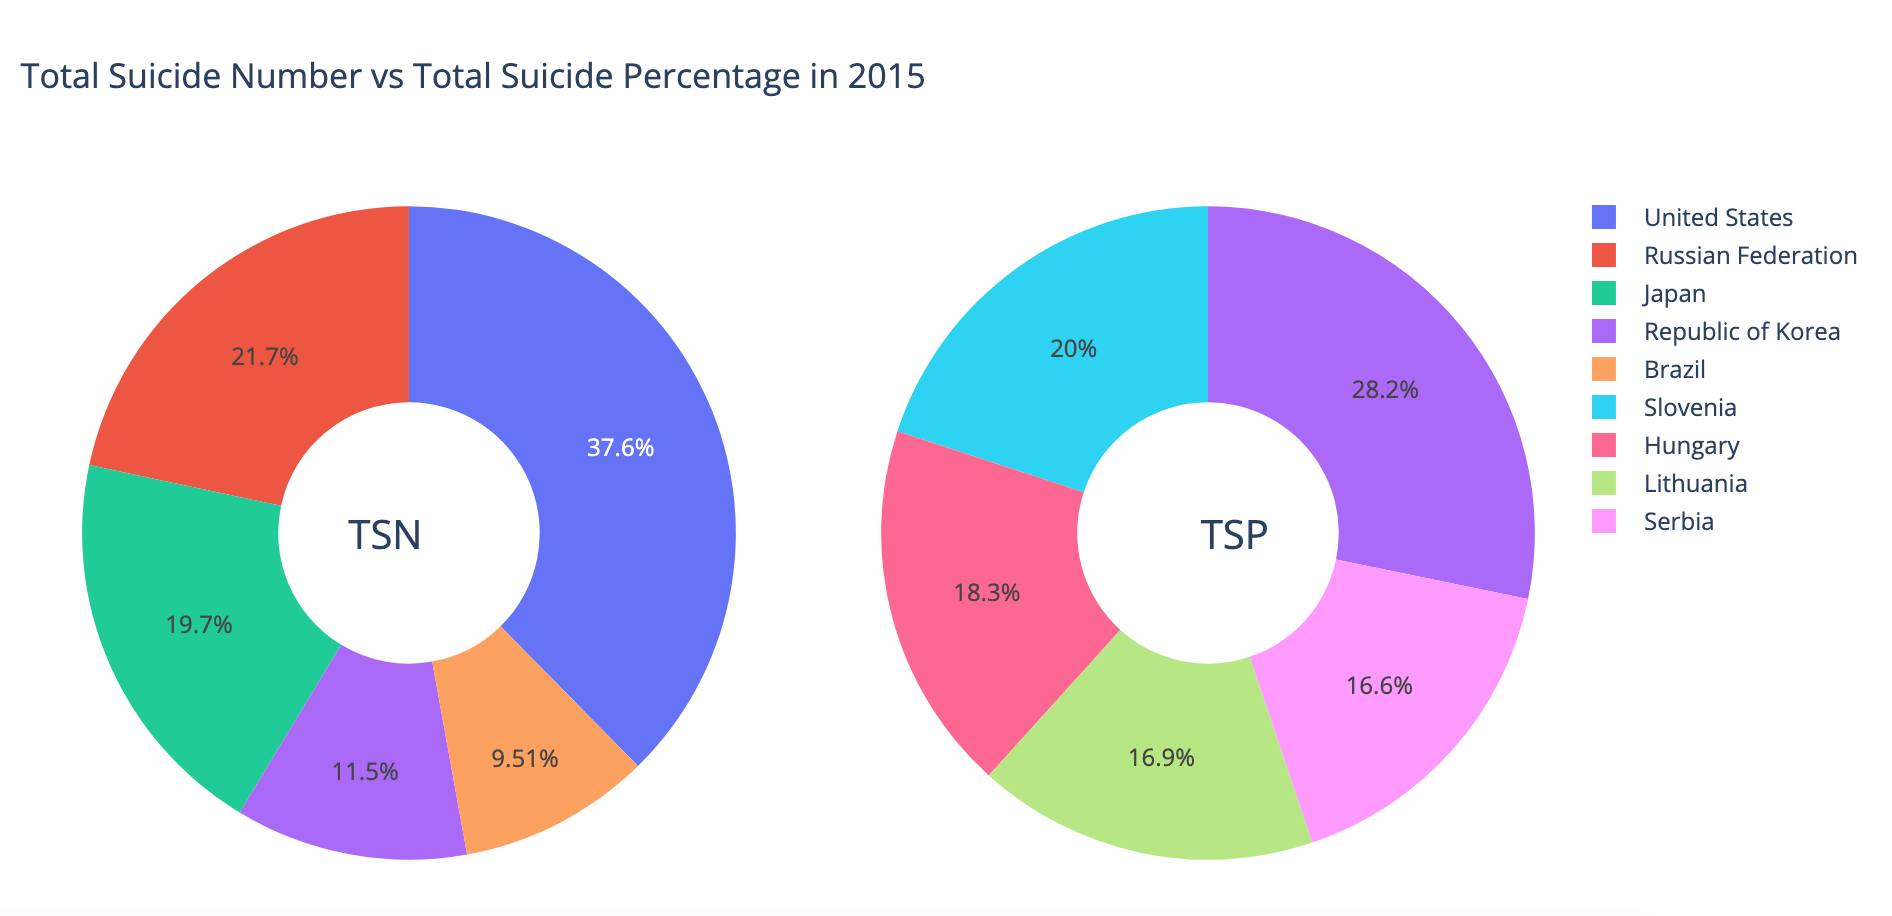 Total Suicide Number vs Total Suicide Percentage in 2015
21.7%
37.6%
TSN
19.7%
11.5%
9.51%
20%
28.2%
TSP
18.3%
16.6%
16.9%
United States
Russian Federation
Japan
Republic of Korea
Brazil
Slovenia
Hungary
Lithuania
Serbia